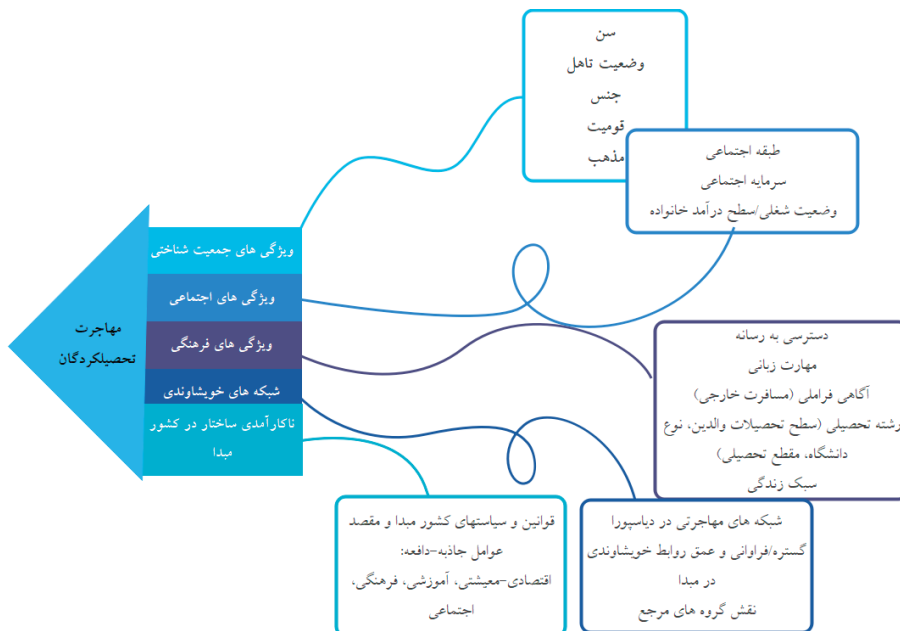 سن
وضعیت تاهل
جنس
قومیت
مذهب
طبقه اجتماعی
سرمایه اجتماعی
وضعیت شغلی/سطح درآمد خانواده
ویژگی های جمعیت شناختی
ویژگی های اجتماعی
ویژگی های فرهنگی
شبکه های خویشاوندی
ناکارآمدی ساختار در کشور
مبدا
مهاجرت
تحصیلکردگان
دسترسی به رسانه
مهارت زبانی
آگاهی فراملی (مسافرت خارجی)
رشته تحصیلی (سطح تحصیلات والدین، نوع
دانشگاه، مقطع تحصیلی)
سبک زندگی
شبکه های مهاجرتی در دیاسپورا
گستره/فراوانی و عمق روابط خویشاوندی
در مبدا
نقش گروه های مرجع
قوانین و سیاستهای کشور مبدا و مقصد
عوامل جاذبه-دافعه:
اقتصادی-معیشتی، آموزشی، فرهنگی،
اجتماعی